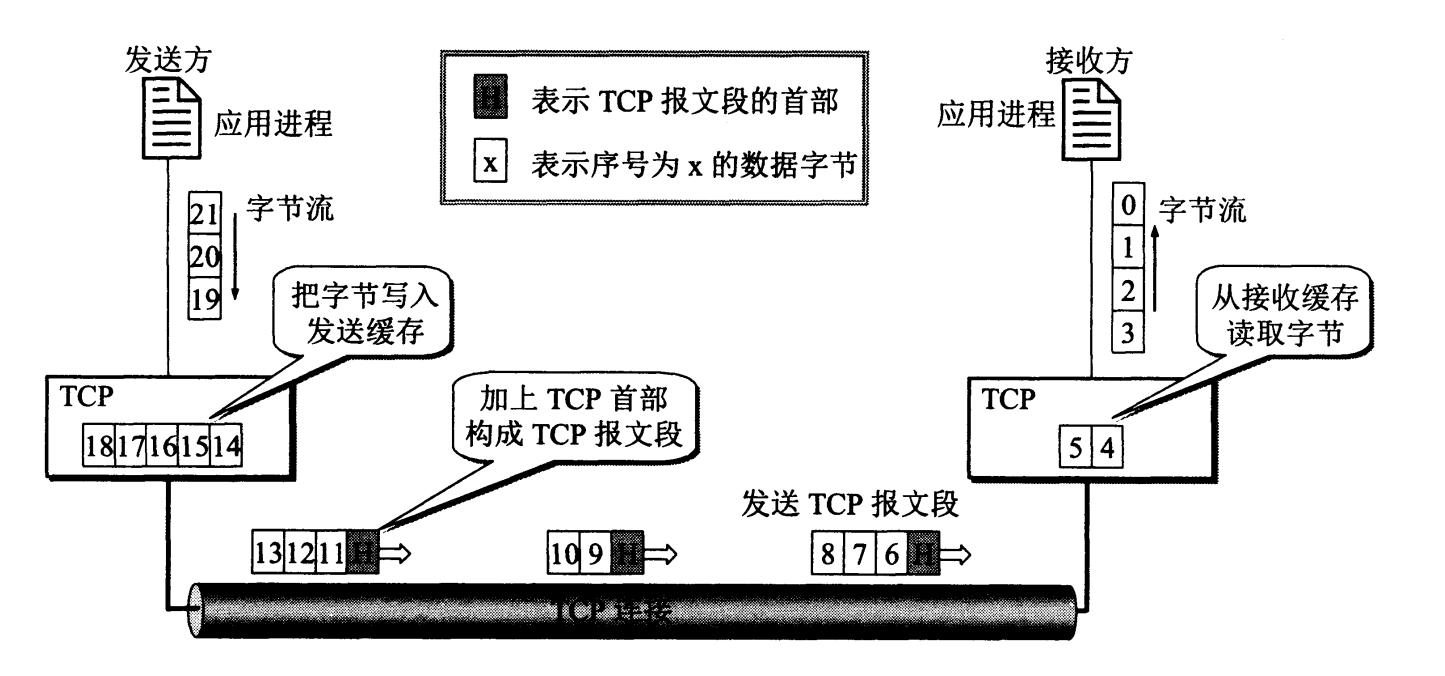 发送方
接收方
应用进程
应用进程
H 表示 TCP 报文段的首部
x 表示序号为 x 的数据字节
21
20
19
字节流
0
1
2
3
字节流
把字节写入
发送缓存
从接收缓存
读取字节
TCP
18 17 16 15 14
加上 TCP 首部
构成 TCP 报文段
TCP
5 4
发送 TCP 报文段
13 12 11 H
10 9 H
8 7 6 H
TCP 连接